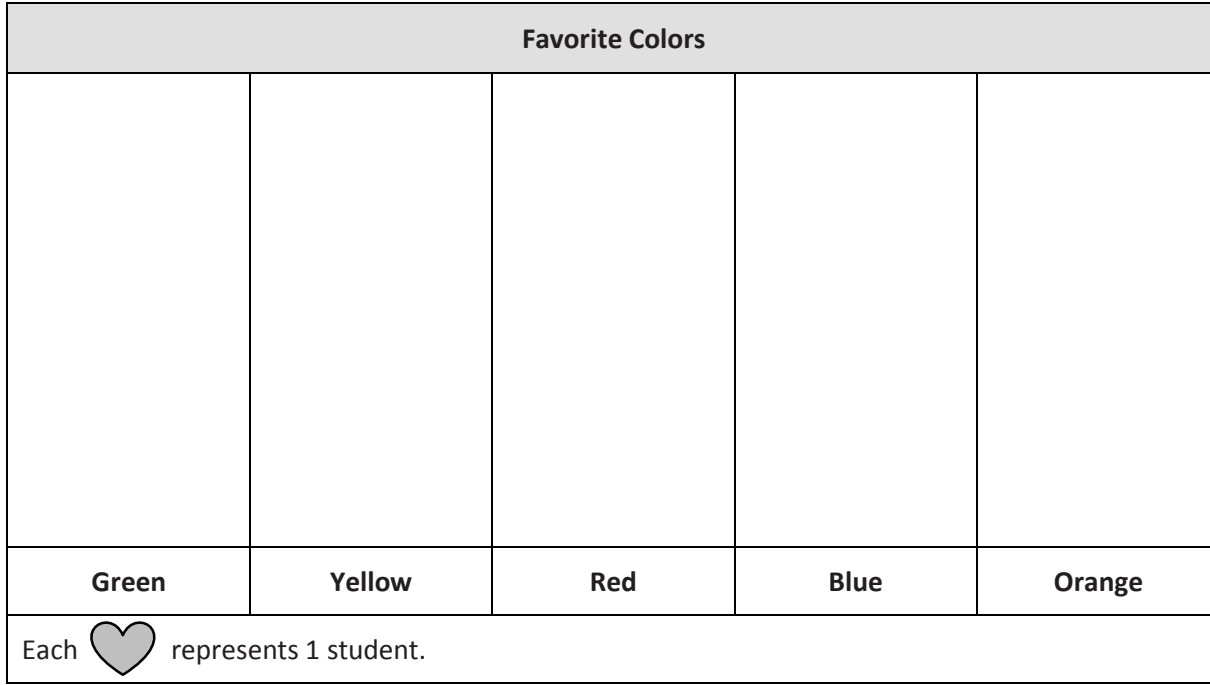 Favorite Colors
Green Yellow Red Blue Orange
Each represents 1 student.